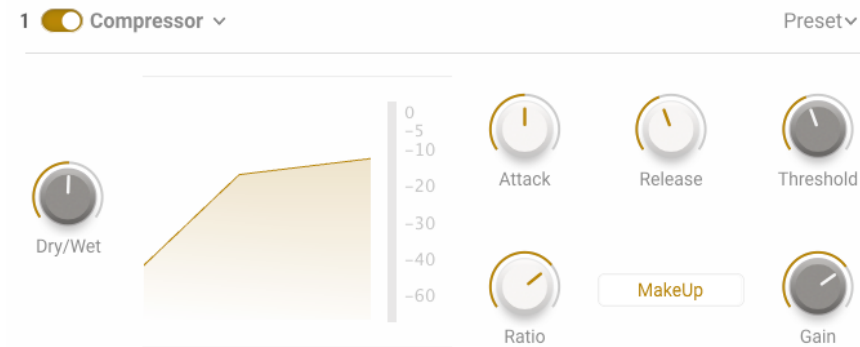 1 Compressor Preset
0
-5
-10
-20
-30
-40
-60
Attack Release Threshold
Dry/Wet
MakeUp
Ratio Gain